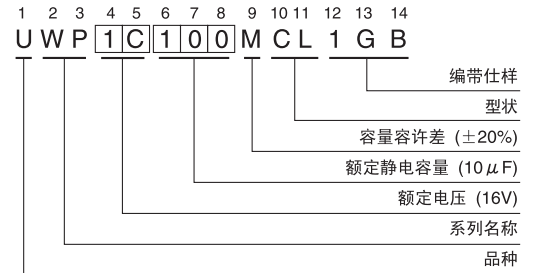 1 2 3 4 5 6 7 8 9 10 11 12 13 14
U W P 1 C 1 0 0 M C L 1 G B
编带仕样
型状
容量容许差 (±20%)
额定静电容量 (10μF)
额定电压 (16V)
系列名称
品种